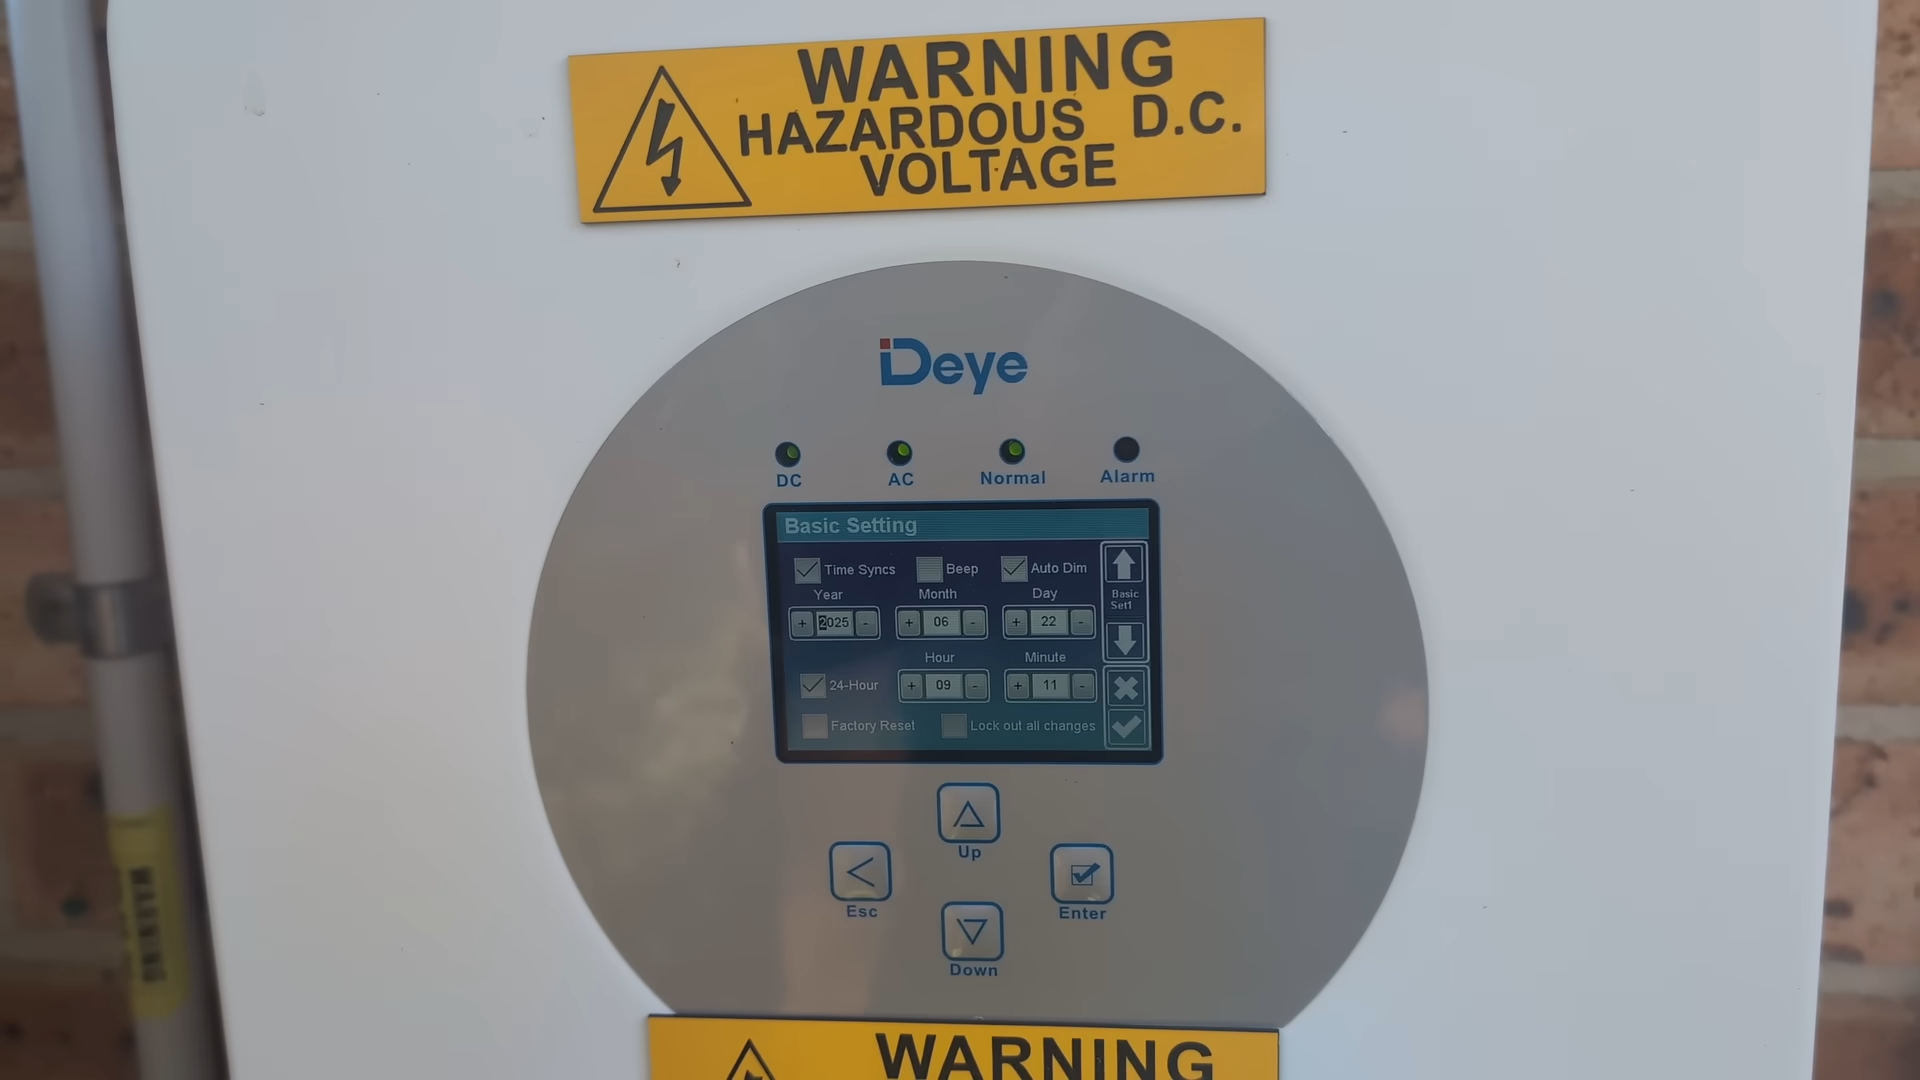 WARNING
HAZARDOUS D.C.
VOLTAGE
Deye
DC AC Normal Alarm
Basic Setting
Time Syncs Beep Auto Dim
Year Month Day
+ 2025 - + 06 - + 22 -
Basic
Set1
Hour Minute
24-Hour + 09 - + 11 -
Factory Reset Lock out all changes
Up
Esc Enter
Down
WARNING
WARNING